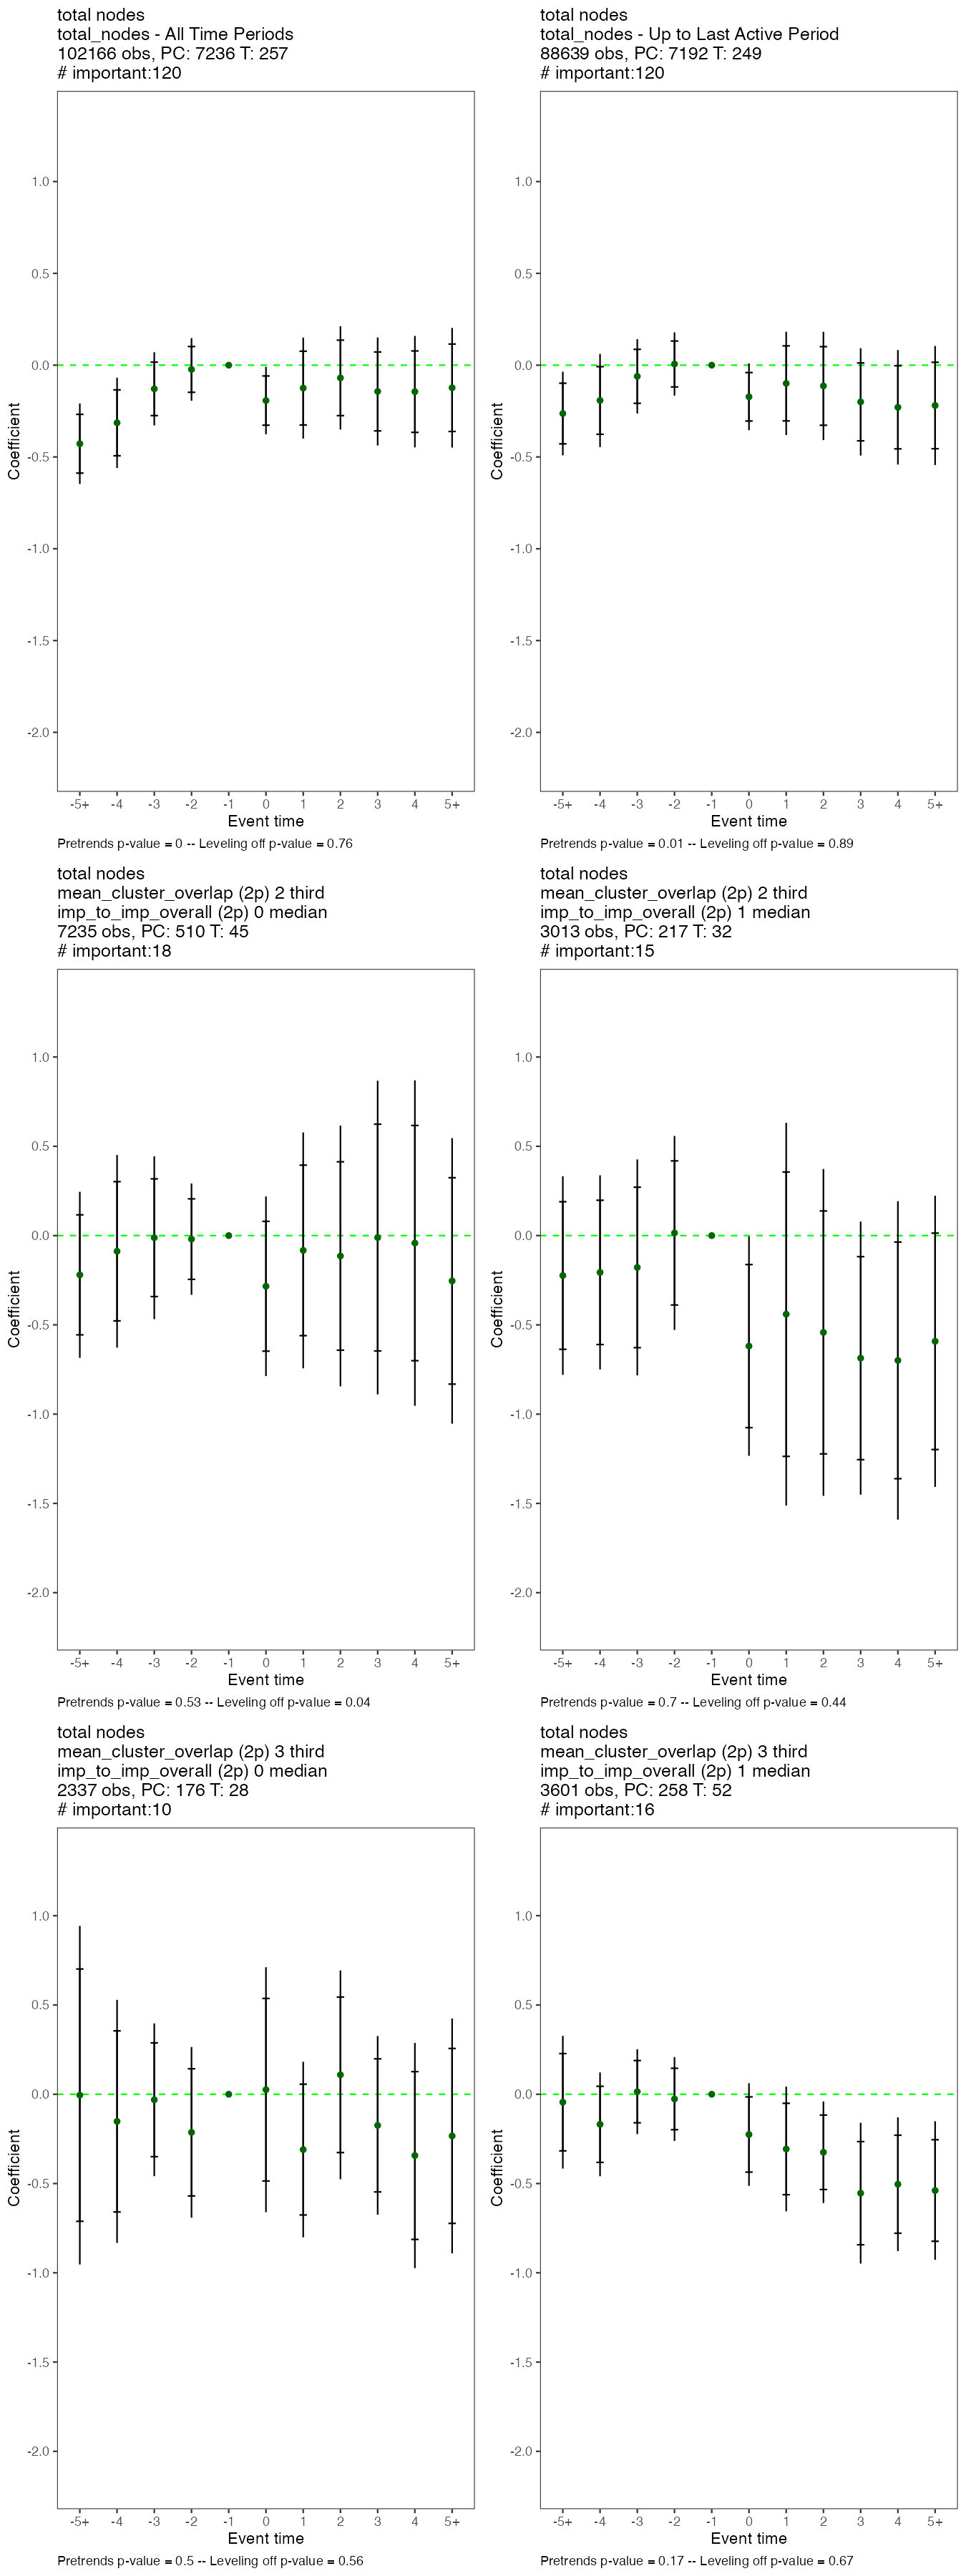 total nodes
total_nodes - All Time Periods
102166 obs, PC: 7236 T: 257
# important:120
Coefficient
1.0
0.5
0.0
-0.5
-1.0
-1.5
-2.0
-5+ -4 -3 -2 -1 0 1 2 3 4 5+
Event time
Pretrends p-value = 0 -- Leveling off p-value = 0.76
total nodes
total_nodes - Up to Last Active Period
88639 obs, PC: 7192 T: 249
# important:120
Coefficient
1.0
0.5
0.0
-0.5
-1.0
-1.5
-2.0
-5+ -4 -3 -2 -1 0 1 2 3 4 5+
Event time
Pretrends p-value = 0.01 -- Leveling off p-value = 0.89
total nodes
mean_cluster_overlap (2p) 2 third
imp_to_imp_overall (2p) 0 median
7235 obs, PC: 510 T: 45
# important:18
Coefficient
1.0
0.5
0.0
-0.5
-1.0
-1.5
-2.0
-5+ -4 -3 -2 -1 0 1 2 3 4 5+
Event time
Pretrends p-value = 0.53 -- Leveling off p-value = 0.04
total nodes
mean_cluster_overlap (2p) 2 third
imp_to_imp_overall (2p) 1 median
3013 obs, PC: 217 T: 32
# important:15
Coefficient
1.0
0.5
0.0
-0.5
-1.0
-1.5
-2.0
-5+ -4 -3 -2 -1 0 1 2 3 4 5+
Event time
Pretrends p-value = 0.7 -- Leveling off p-value = 0.44
total nodes
mean_cluster_overlap (2p) 3 third
imp_to_imp_overall (2p) 0 median
2337 obs, PC: 176 T: 28
# important:10
Coefficient
1.0
0.5
0.0
-0.5
-1.0
-1.5
-2.0
-5+ -4 -3 -2 -1 0 1 2 3 4 5+
Event time
Pretrends p-value = 0.5 -- Leveling off p-value = 0.56
total nodes
mean_cluster_overlap (2p) 3 third
imp_to_imp_overall (2p) 1 median
3601 obs, PC: 258 T: 52
# important:16
Coefficient
1.0
0.5
0.0
-0.5
-1.0
-1.5
-2.0
-5+ -4 -3 -2 -1 0 1 2 3 4 5+
Event time
Pretrends p-value = 0.17 -- Leveling off p-value = 0.67